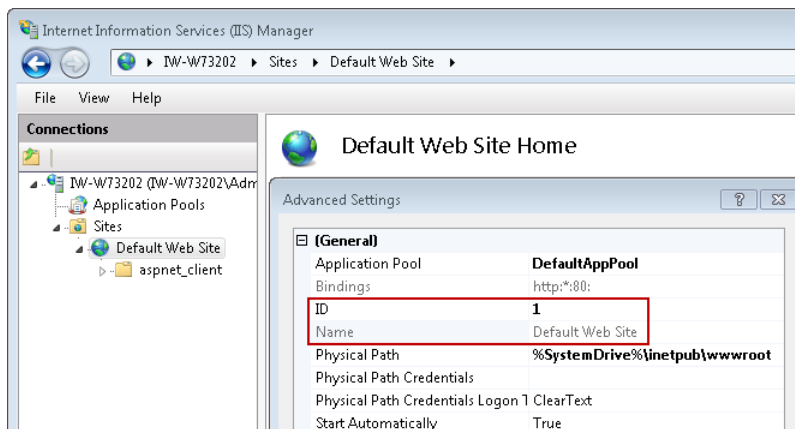 Internet Information Services (IIS) Manager
IW-W73202 Sites Default Web Site
File View Help
Connections
IW-W73202 (IW-W73202\Adm
Application Pools
Sites
Default Web Site
aspnet_client
Default Web Site Home
Advanced Settings
(General)
Application Pool DefaultAppPool
Bindings http:*:80:
ID 1
Name Default Web Site
Physical Path %SystemDrive%\inetpub\wwwroot
Physical Path Credentials
Physical Path Credentials Logon T ClearText
Start Automatically True